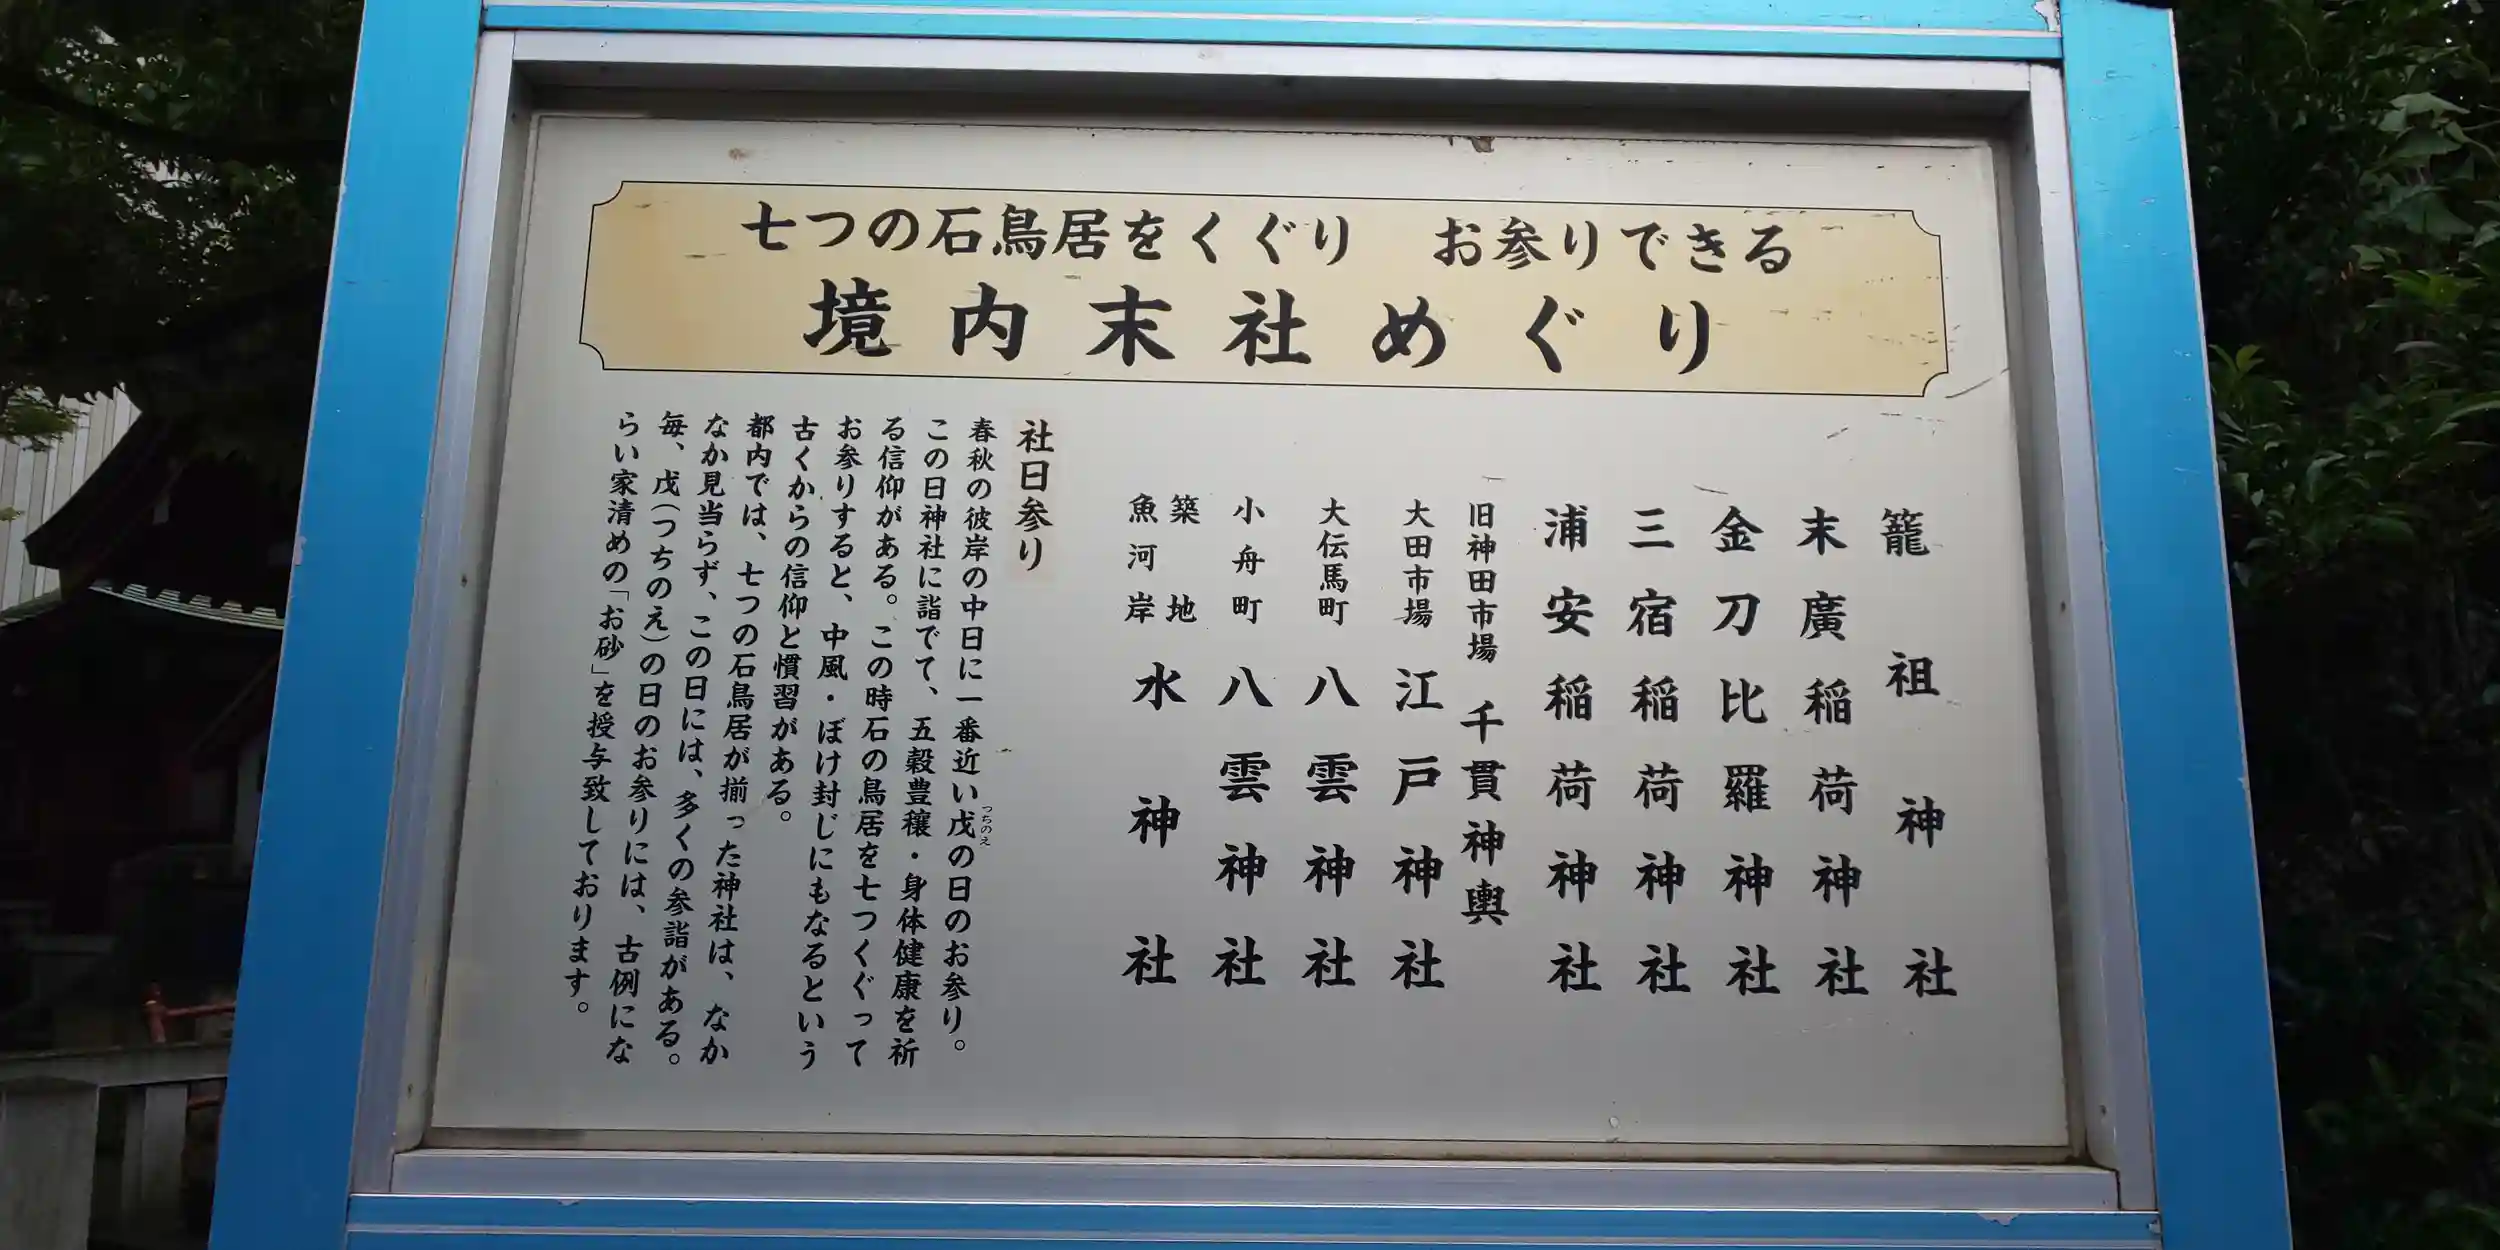 七つの石鳥居をくぐり　お参りできる
境内末社めぐり
籠祖神社
末廣稲荷神社
金刀比羅神社
三宿稲荷神社
浦安稲荷神社
旧神田市場　千貫神輿
大田市場　江戸神社
大伝馬町　八雲神社
小舟町　八雲神社
築地
魚河岸　水神社
社日参り
春秋の彼岸の中日に一番近い戊の日のお参り。
つちのえ
この日神社に詣でて、五穀豊穣・身体健康を祈
る信仰がある。この時石の鳥居を七つくぐって
お参りすると、中風・ぼけ封じにもなるという
古くからの信仰と慣習がある。
都内では、七つの石鳥居が揃った神社は、なか
なか見当らず、この日には、多くの参詣がある。
毎、戊（つちのえ）の日のお参りには、古例にな
らい家清めの「お砂」を授与致しております。